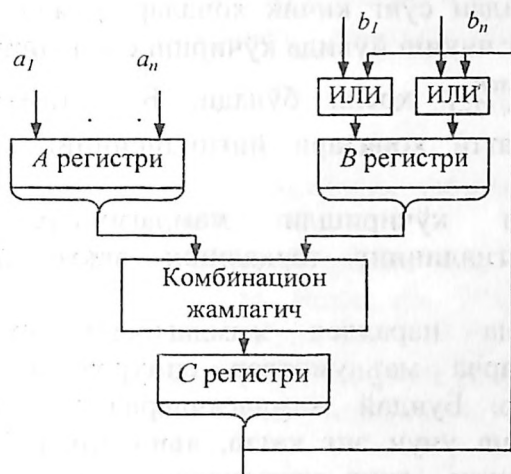 b1 bn
a1 an
ИЛИ ИЛИ
. .
A регистри B регистри
Комбинацион
жамлагич
C регистри